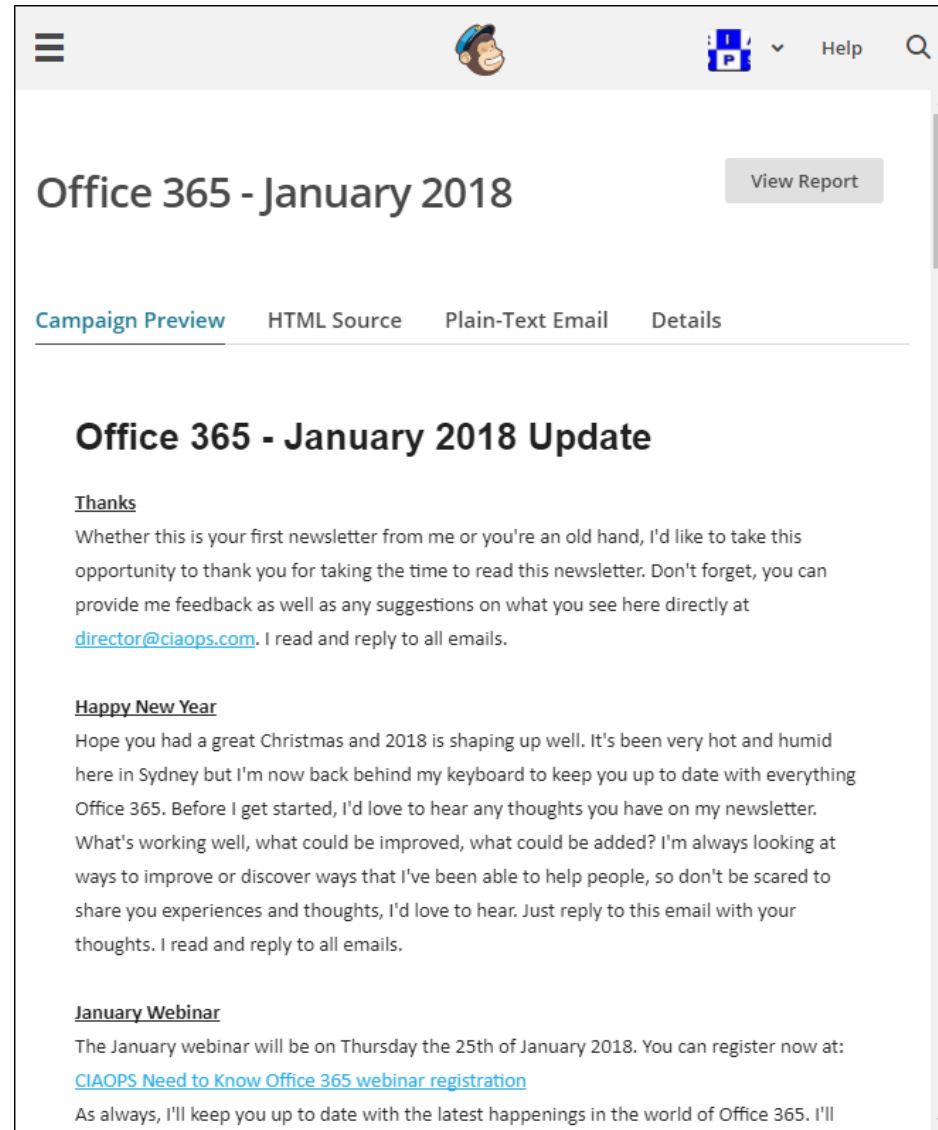 I
P
Help
Office 365 - January 2018
View Report
Campaign Preview HTML Source Plain-Text Email Details
Office 365 - January 2018 Update
Thanks
Whether this is your first newsletter from me or you're an old hand, I'd like to take this
opportunity to thank you for taking the time to read this newsletter. Don't forget, you can
provide me feedback as well as any suggestions on what you see here directly at
director@ciaops.com. I read and reply to all emails.
Happy New Year
Hope you had a great Christmas and 2018 is shaping up well. It's been very hot and humid
here in Sydney but I'm now back behind my keyboard to keep you up to date with everything
Office 365. Before I get started, I'd love to hear any thoughts you have on my newsletter.
What's working well, what could be improved, what could be added? I'm always looking at
ways to improve or discover ways that I've been able to help people, so don't be scared to
share you experiences and thoughts, I'd love to hear. Just reply to this email with your
thoughts. I read and reply to all emails.
January Webinar
The January webinar will be on Thursday the 25th of January 2018. You can register now at:
CIAOPS Need to Know Office 365 webinar registration
As always, I'll keep you up to date with the latest happenings in the world of Office 365. I'll